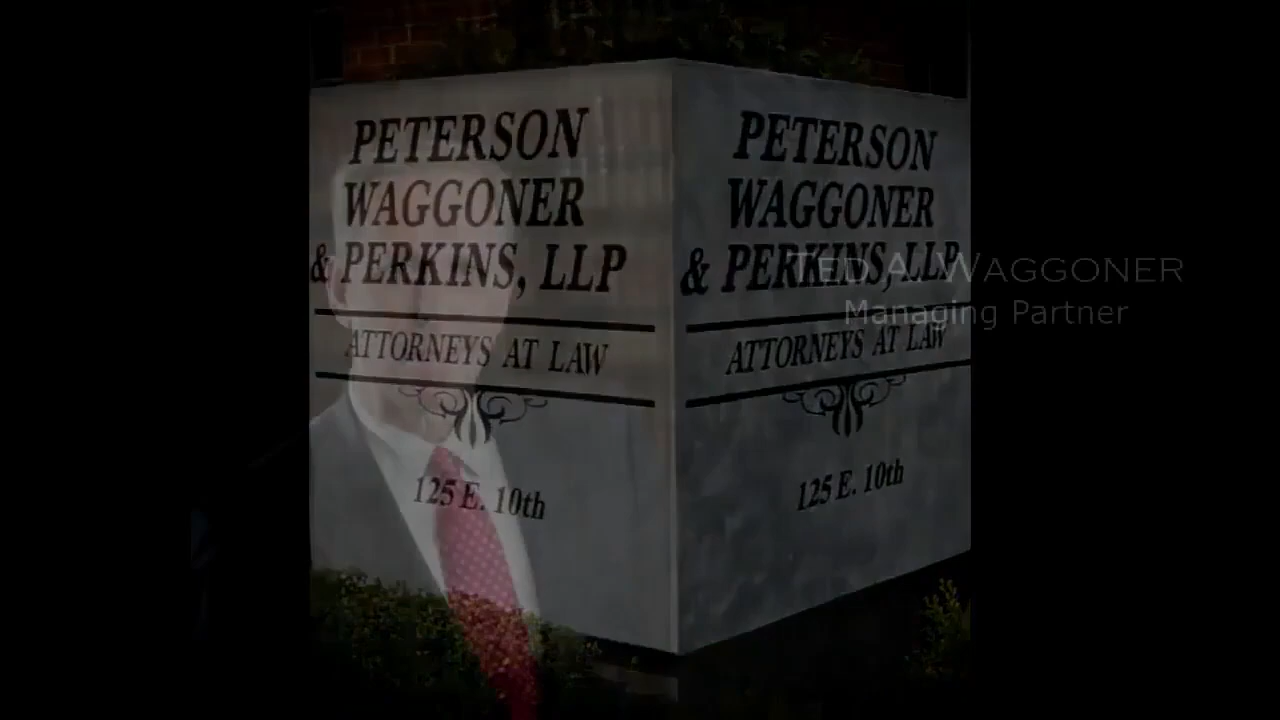 PETERSON
WAGGONER
& PERKINS, LLP
ATTORNEYS AT LAW
125 E. 10th
PETERSON
WAGGONER
& PERKINS, LLP
ATTORNEYS AT LAW
125 E. 10th
TED A. WAGGONER
Managing Partner